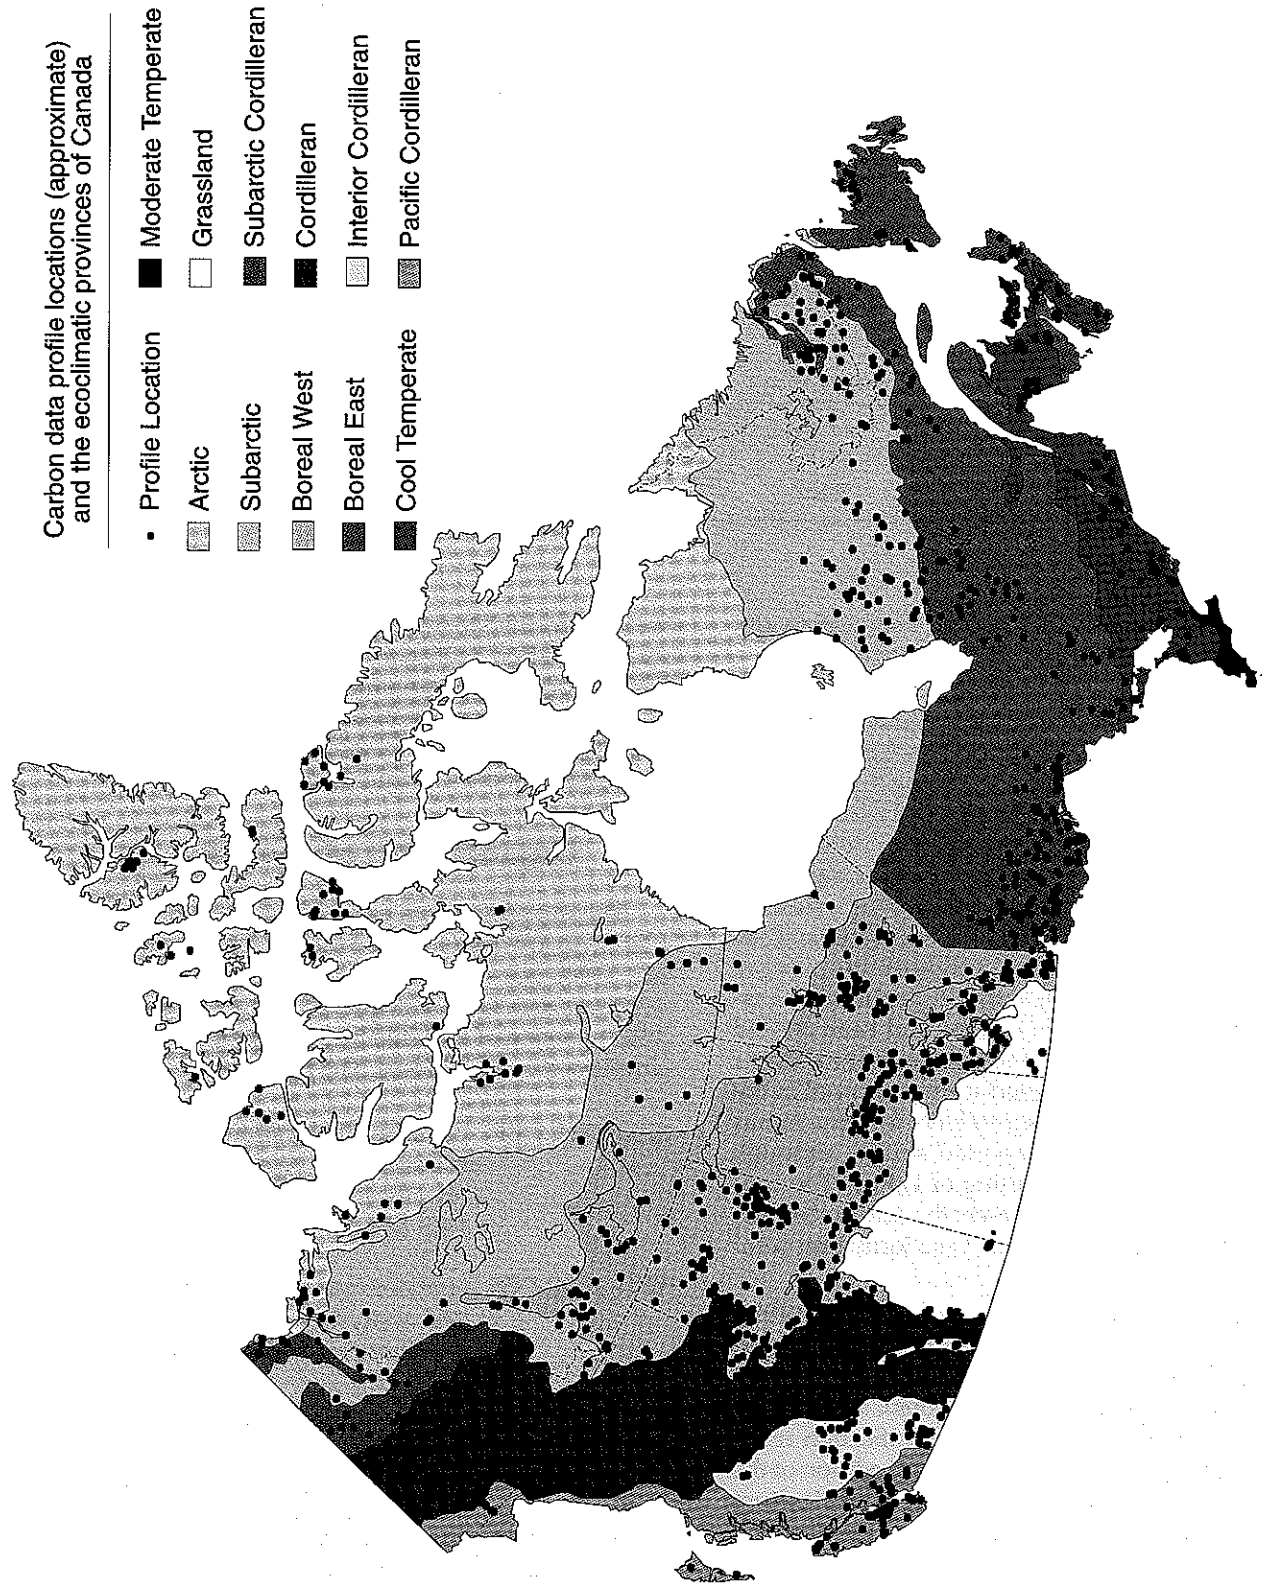 Carbon data profile locations (approximate)
and the ecoclimatic provinces of Canada
Profile Location
Arctic
Subarctic
Boreal West
Boreal East
Cool Temperate
Moderate Temperate
Grassland
Subarctic Cordilleran
Cordilleran
Interior Cordilleran
Pacific Cordilleran